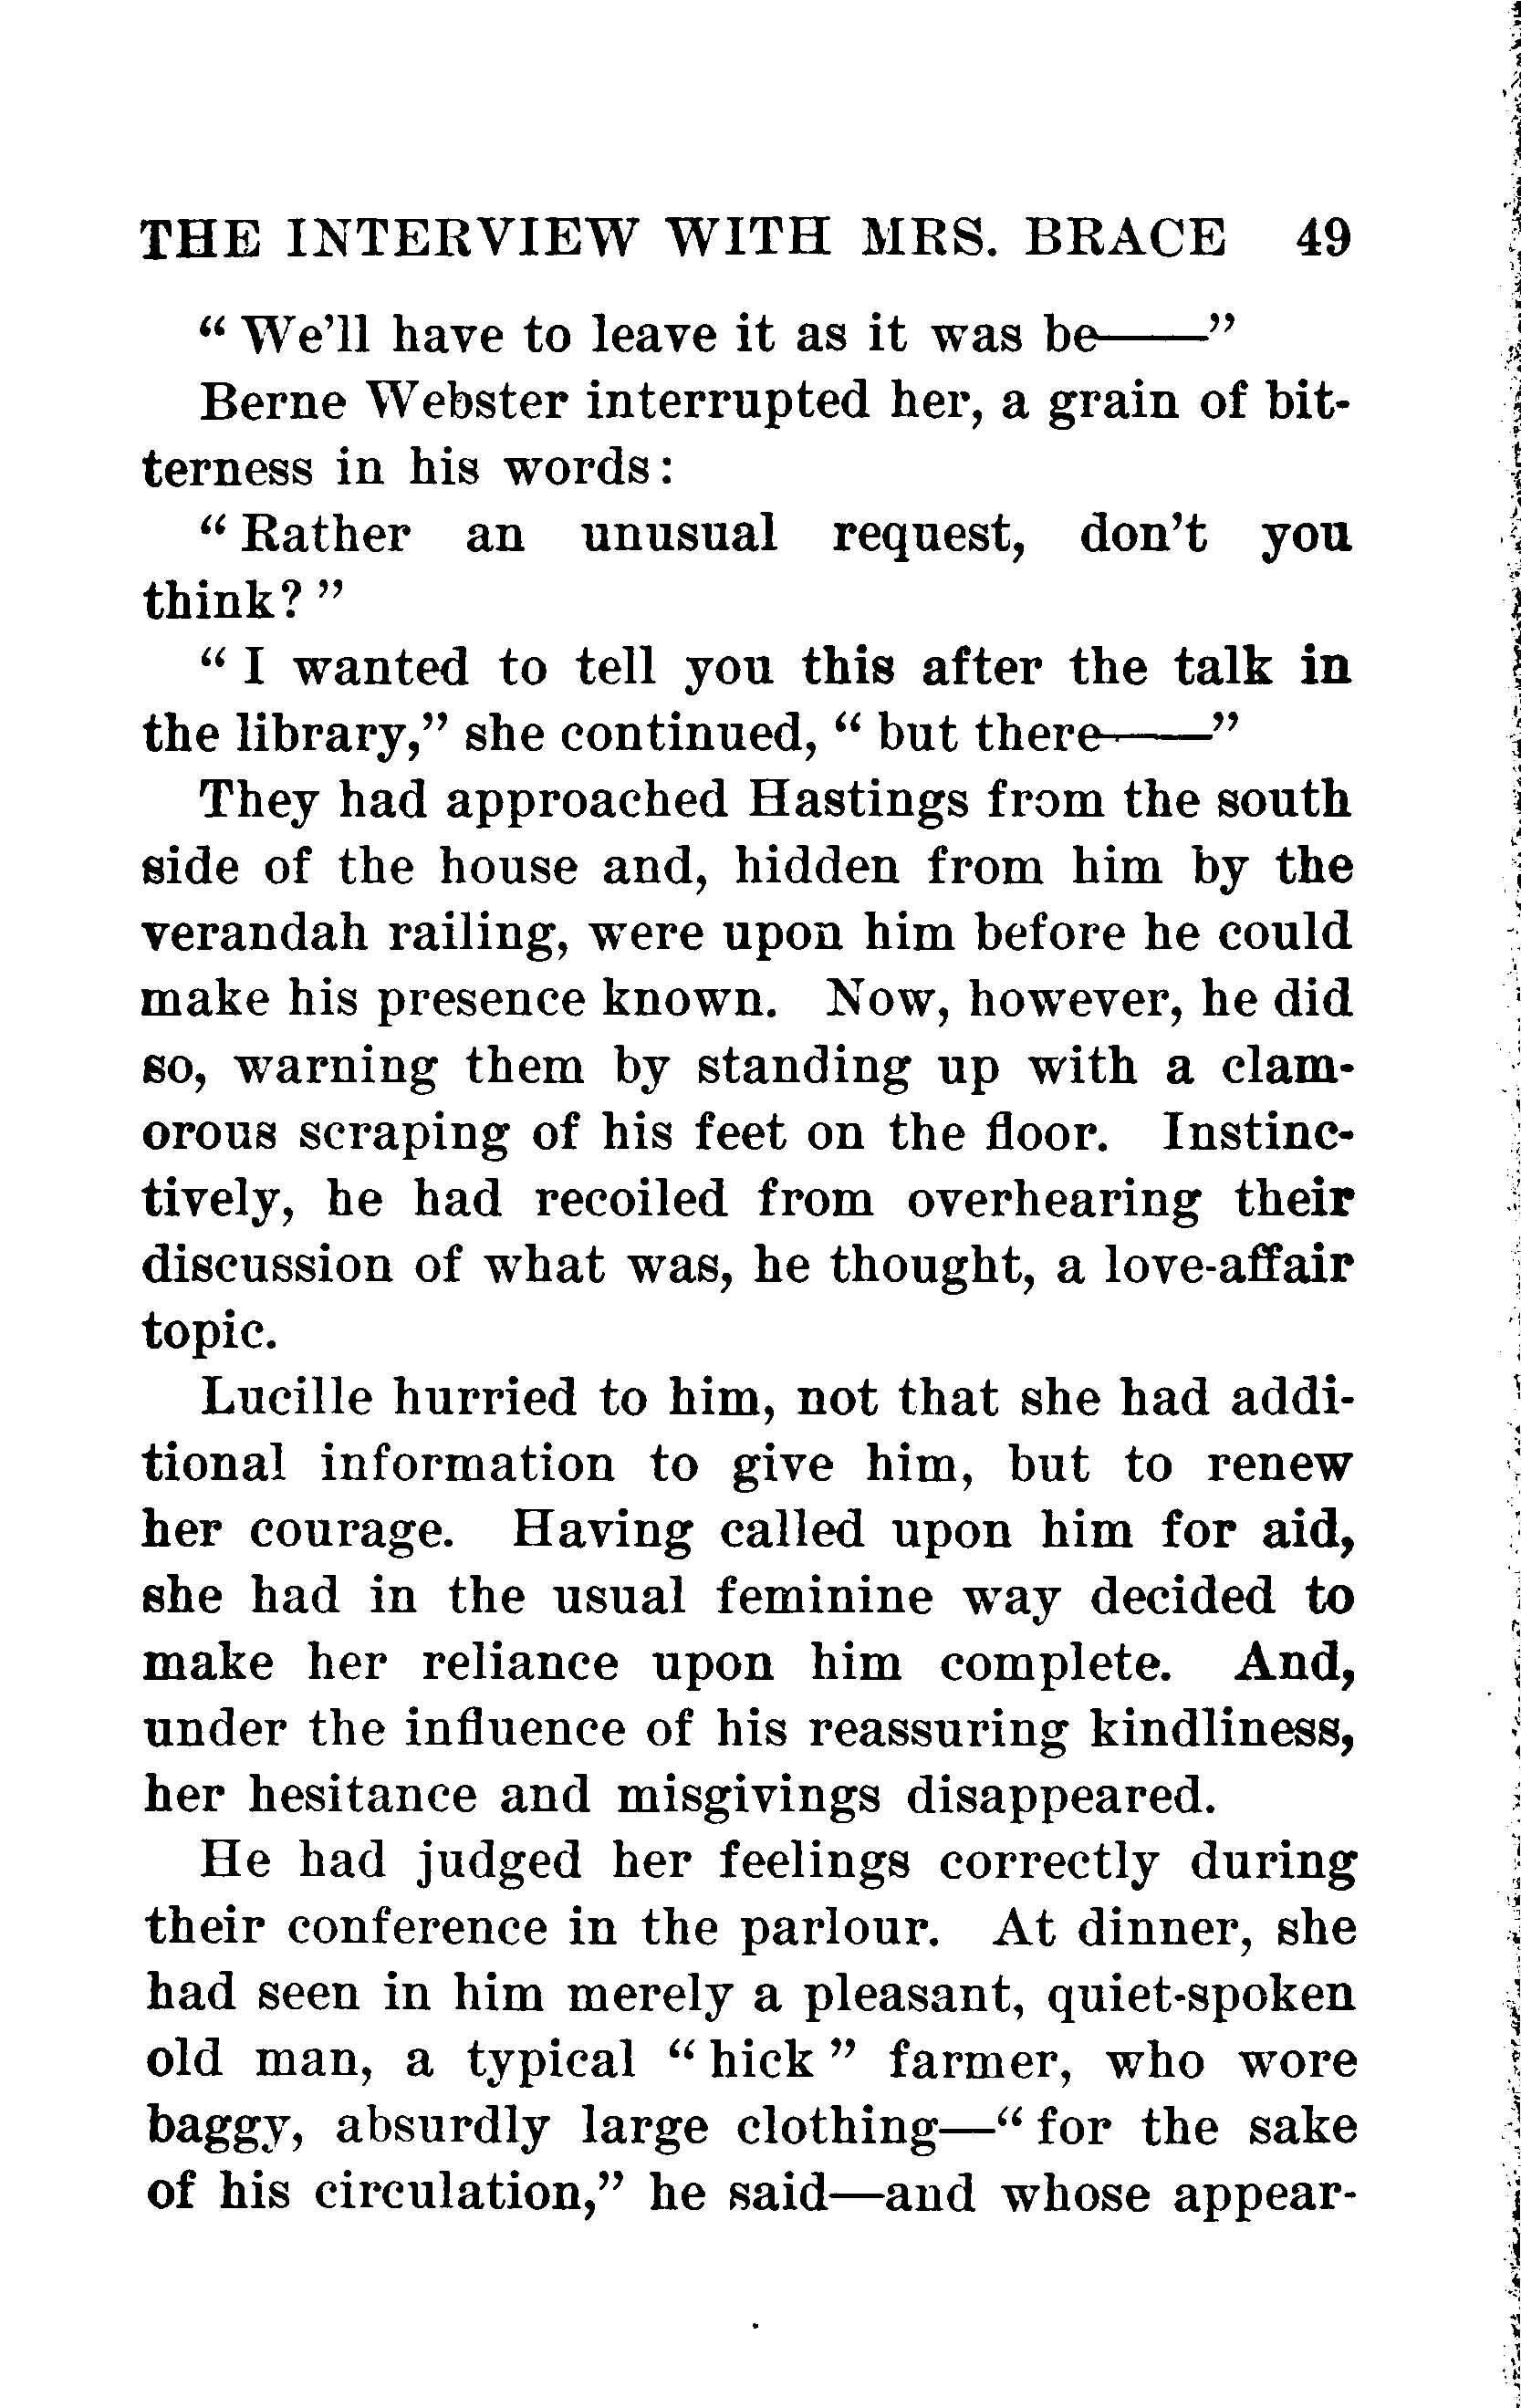 THE INTERVIEW WITH MRS. BRACE 49
“ We'll have to leave it as it was be——”
Berne Webster interrupted her, a grain of bit-
terness in his words:
“ Rather an unusual request, don't you
think? ”
“ I wanted to tell you this after the talk in
the library,” she continued, “ but there——”
They had approached Hastings from the south
side of the house and, hidden from him by the
verandah railing, were upon him before he could
make his presence known. Now, however, he did
so, warning them by standing up with a clam-
orous scraping of his feet on the floor. Instinc-
tively, he had recoiled from overhearing their
discussion of what was, he thought, a love-affair
topic.
Lucille hurried to him, not that she had addi-
tional information to give him, but to renew
her courage. Having called upon him for aid,
she had in the usual feminine way decided to
make her reliance upon him complete. And,
under the influence of his reassuring kindliness,
her hesitance and misgivings disappeared.
He had judged her feelings correctly during
their conference in the parlour. At dinner, she
had seen in him merely a pleasant, quiet-spoken
old man, a typical “ hick ” farmer, who wore
baggy, absurdly large clothing—“ for the sake
of his circulation,” he said—and whose appear-